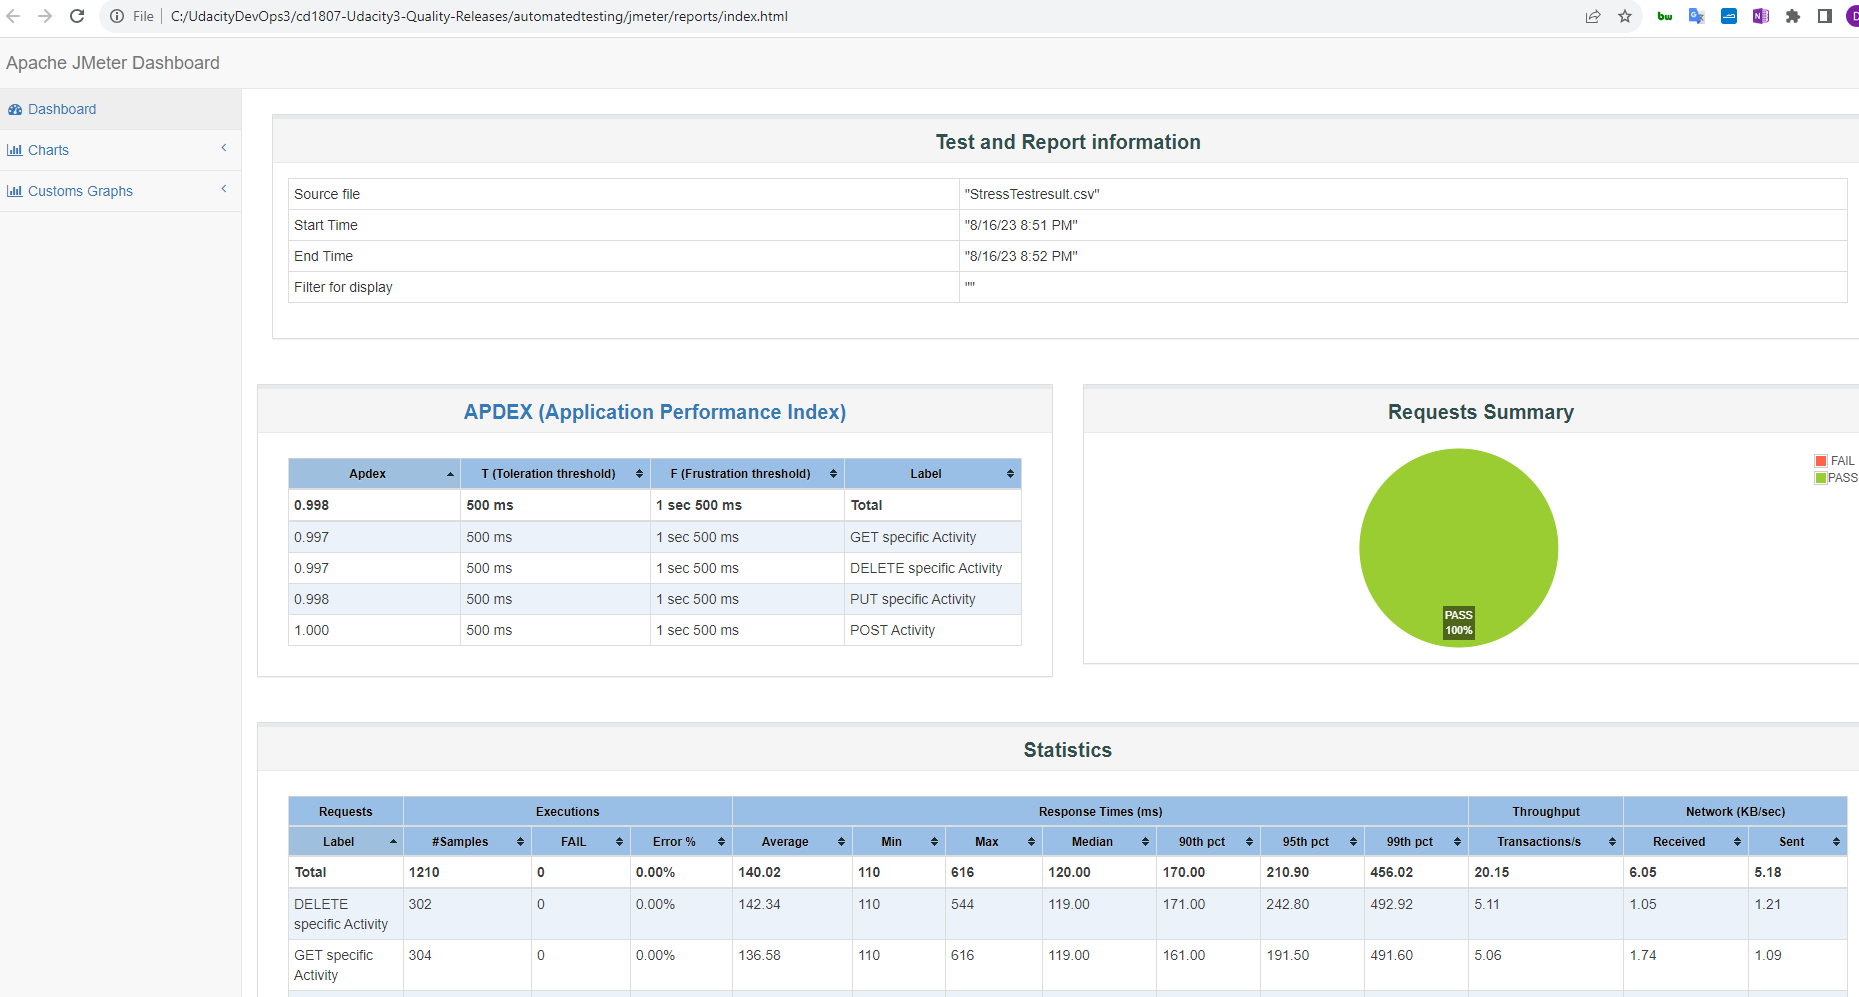 File C:/UdacityDevOps3/cd1807-Udacity3-Quality-Releases/automatedtesting/jmeter/reports/index.html
Apache JMeter Dashboard
Dashboard
Charts
Customs Graphs
Test and Report information
Source file "StressTestresult.csv"
Start Time "8/16/23 8:51 PM"
End Time "8/16/23 8:52 PM"
Filter for display ""
APDEX (Application Performance Index)
Apdex T (Toleration threshold) F (Frustration threshold) Label
0.998 500 ms 1 sec 500 ms Total
0.997 500 ms 1 sec 500 ms GET specific Activity
0.997 500 ms 1 sec 500 ms DELETE specific Activity
0.998 500 ms 1 sec 500 ms PUT specific Activity
1.000 500 ms 1 sec 500 ms POST Activity
Requests Summary
FAIL
PASS
PASS
100%
Statistics
Requests Executions Response Times (ms) Throughput Network (KB/sec)
Label #Samples FAIL Error % Average Min Max Median 90th pct 95th pct 99th pct Transactions/s Received Sent
Total 1210 0 0.00% 140.02 110 616 120.00 170.00 210.90 456.02 20.15 6.05 5.18
DELETE specific Activity 302 0 0.00% 142.34 110 544 119.00 171.00 242.80 492.92 5.11 1.05 1.21
GET specific Activity 304 0 0.00% 136.58 110 616 119.00 161.00 191.50 491.60 5.06 1.74 1.09